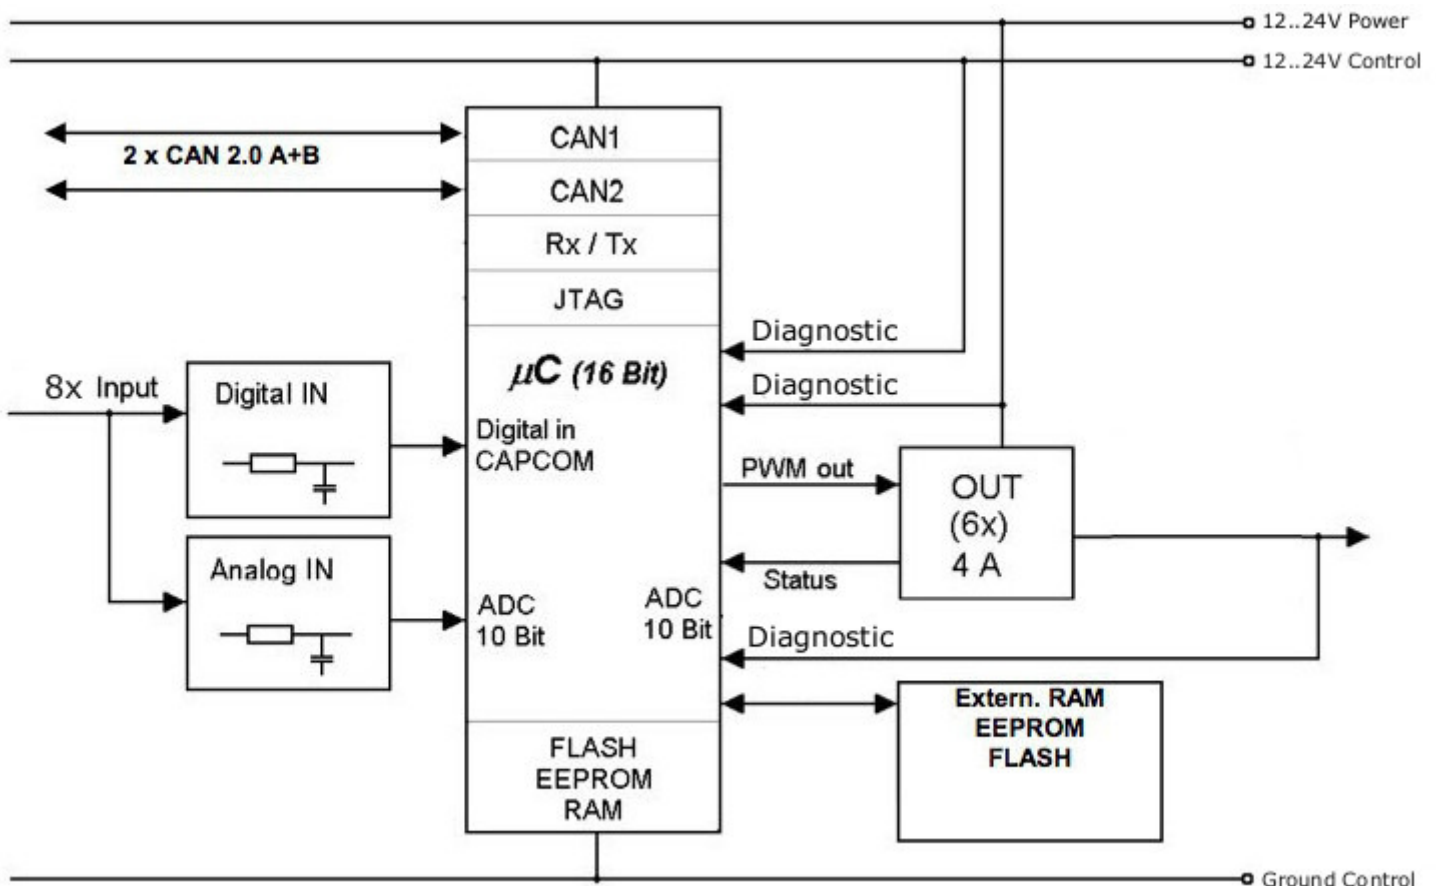 12..24V Power
12..24V Control
CAN1
2 x CAN 2.0 A+B
CAN2
Rx / Tx
JTAG
Diagnostic
µC (16 Bit)
Diagnostic
8x Input
Digital IN
Digital in
CAPCOM
PWM out
OUT
(6x)
4 A
Analog IN
Status
ADC
10 Bit
ADC
10 Bit
Diagnostic
Extern. RAM
EEPROM
FLASH
FLASH
EEPROM
RAM
Ground Control